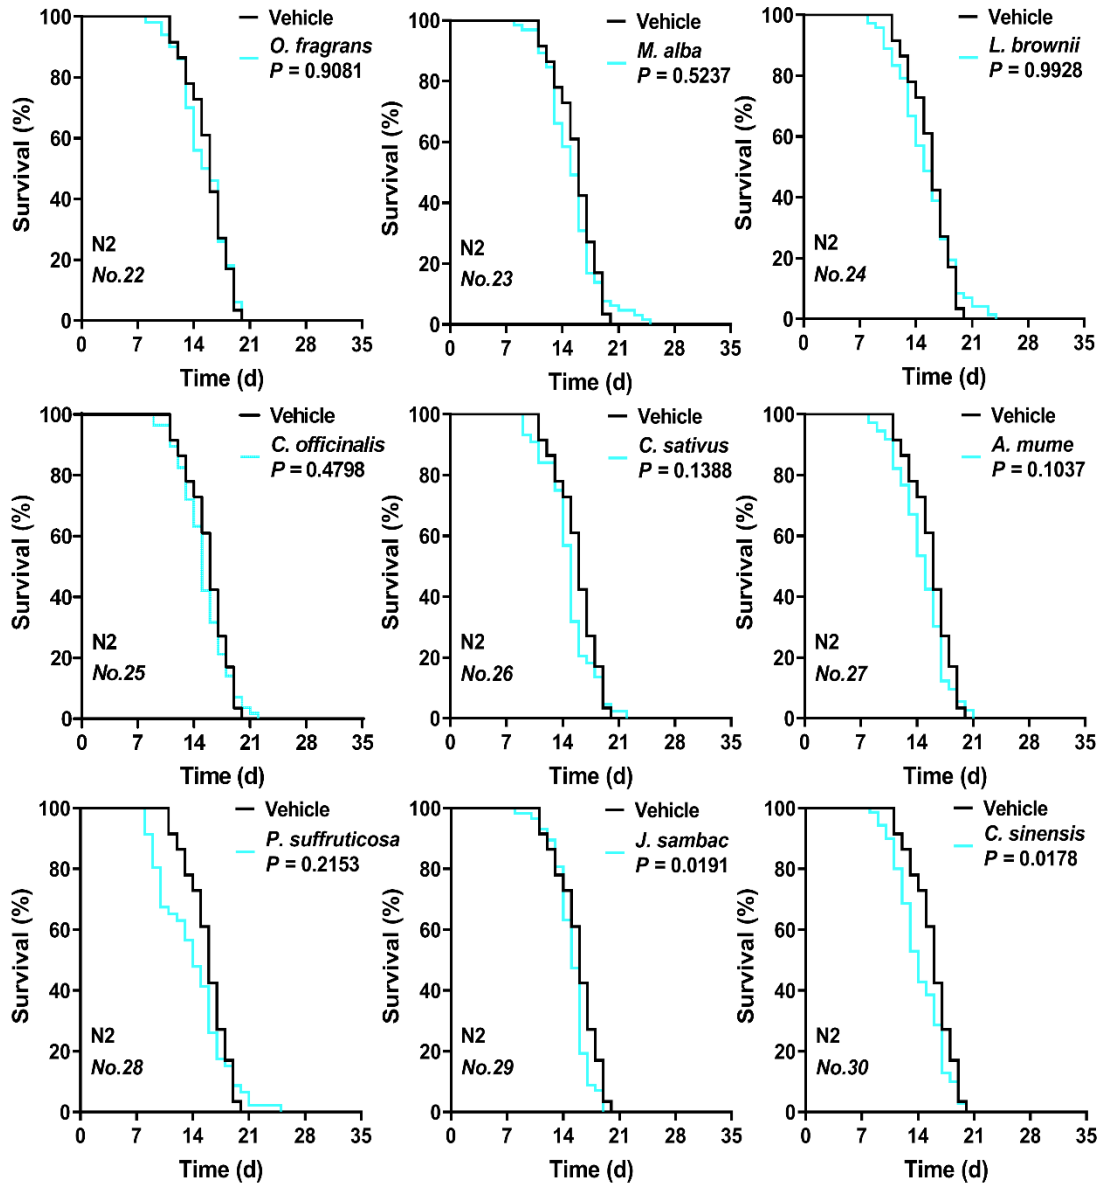 Vehicle
O. fragrans
P = 0.9081
Survival (%)
100
80
60
40
20
0
N2
No.22
0 7 14 21 28 35
Time (d)
Vehicle
M. alba
P = 0.5237
Survival (%)
100
80
60
40
20
0
N2
No.23
0 7 14 21 28 35
Time (d)
Vehicle
L. brownii
P = 0.9928
Survival (%)
100
80
60
40
20
0
N2
No.24
0 7 14 21 28 35
Time (d)
Vehicle
C. officinalis
P = 0.4798
Survival (%)
100
80
60
40
20
0
N2
No.25
0 7 14 21 28 35
Time (d)
Vehicle
C. sativus
P = 0.1388
Survival (%)
100
80
60
40
20
0
N2
No.26
0 7 14 21 28 35
Time (d)
Vehicle
A. mume
P = 0.1037
Survival (%)
100
80
60
40
20
0
N2
No.27
0 7 14 21 28 35
Time (d)
Vehicle
P. suffruticosa
P = 0.2153
Survival (%)
100
80
60
40
20
0
N2
No.28
0 7 14 21 28 35
Time (d)
Vehicle
J. sambac
P = 0.0191
Survival (%)
100
80
60
40
20
0
N2
No.29
0 7 14 21 28 35
Time (d)
Vehicle
C. sinensis
P = 0.0178
Survival (%)
100
80
60
40
20
0
N2
No.30
0 7 14 21 28 35
Time (d)